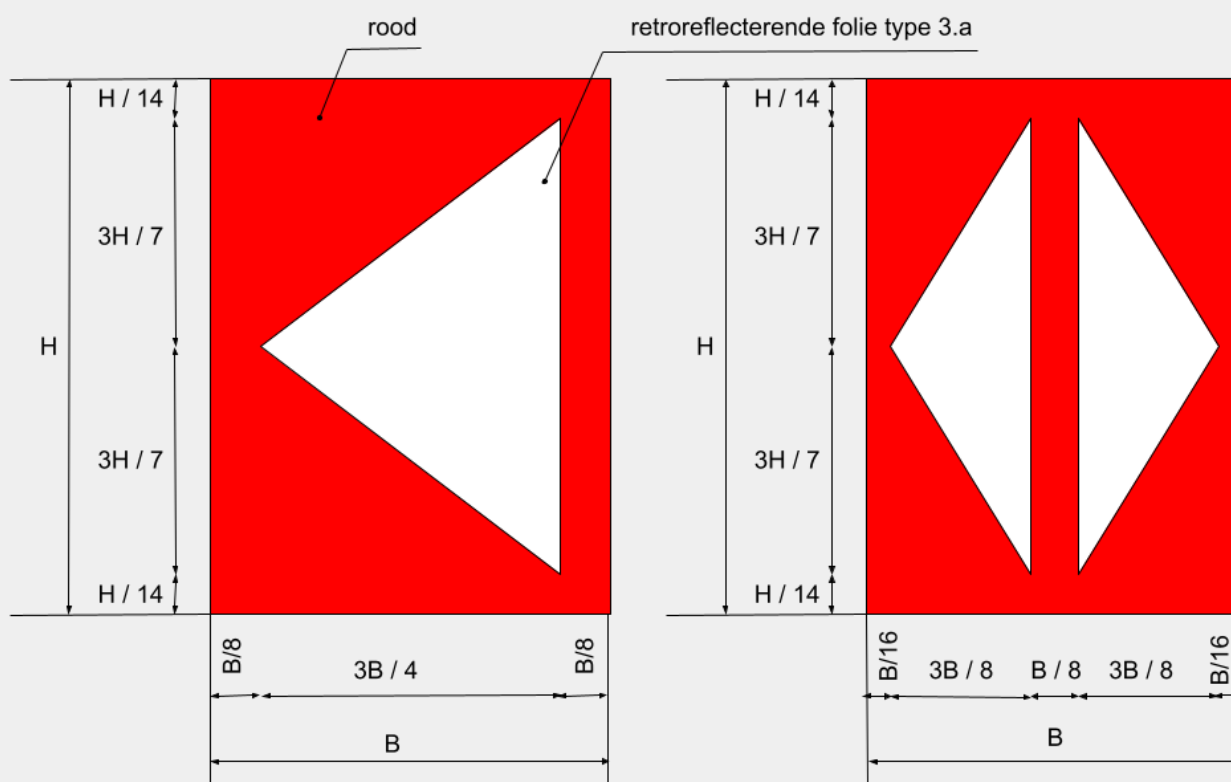 rood
retroreflecterende folie type 3.a
H / 14
H / 14
3H / 7
3H / 7
H
H
3H / 7
3H / 7
H / 14
H / 14
B/8
3B / 4
B/8
B/16
3B / 8
B / 8
3B / 8
B/16
B
B